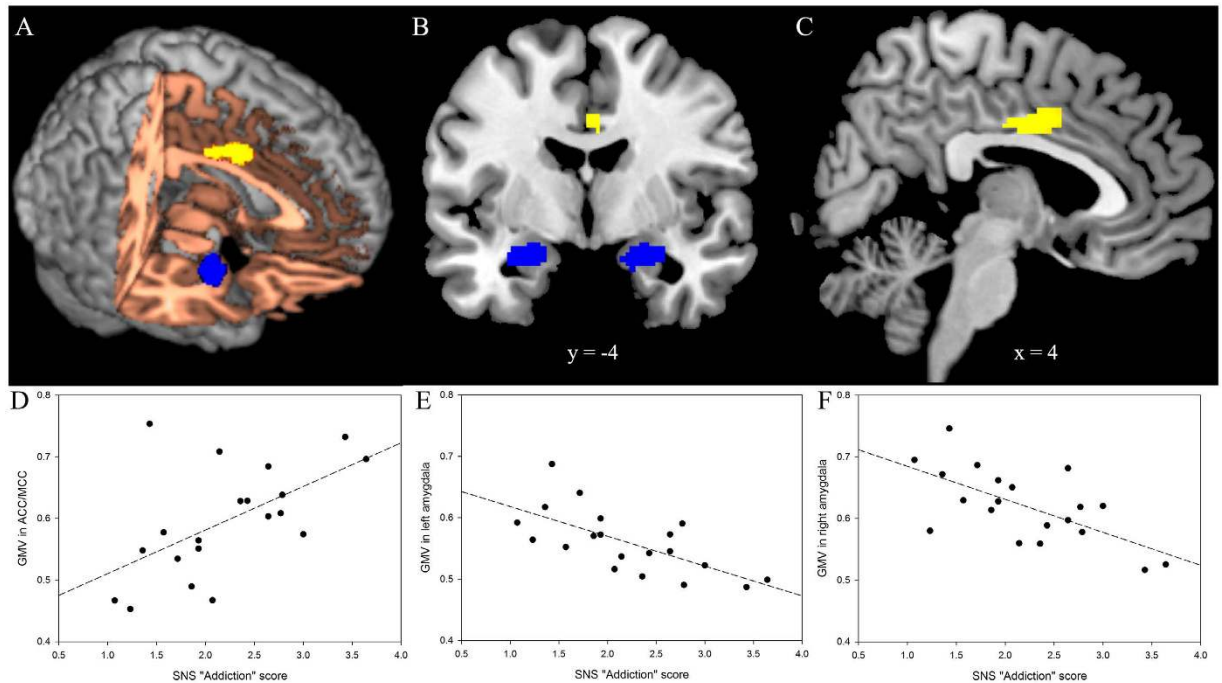 A
B
C
y = -4
x = 4
D
GMV in ACC/MCC
0.8
0.7
0.6
0.5
0.4
0.5 1.0 1.5 2.0 2.5 3.0 3.5 4.0
SNS "Addiction" score
E
GMV in left amygdala
0.8
0.7
0.6
0.5
0.4
0.5 1.0 1.5 2.0 2.5 3.0 3.5 4.0
SNS "Addiction" score
F
GMV in right amygdala
0.8
0.7
0.6
0.5
0.4
0.5 1.0 1.5 2.0 2.5 3.0 3.5 4.0
SNS "Addiction" score